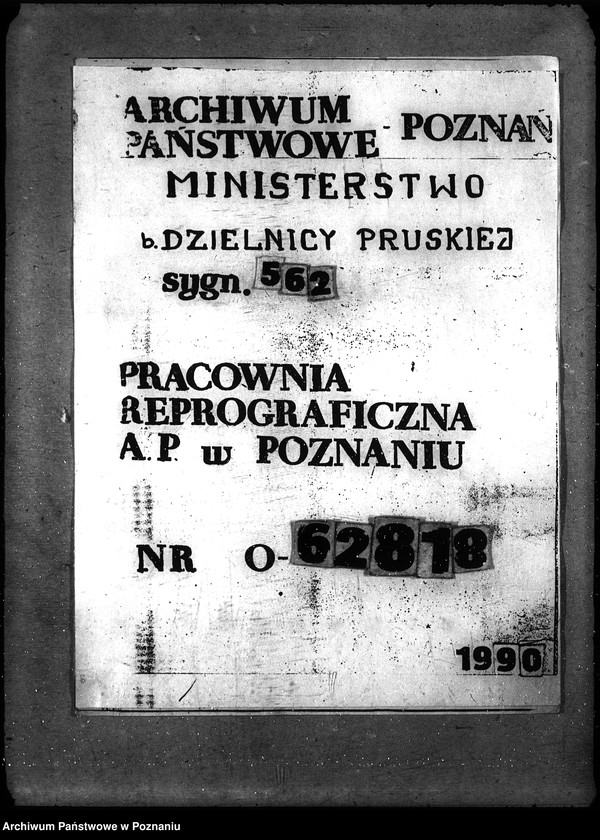 ARCHIWUM
PAŃSTWOWE - POZNAŃ
MINISTERSTWO
b. DZIELNICY PRUSKIEJ
sygn. 562
PRACOWNIA
REPROGRAFICZNA
A.P. w POZNANIU
NR O-62818
1990
Archiwum Państwowe w Poznaniu